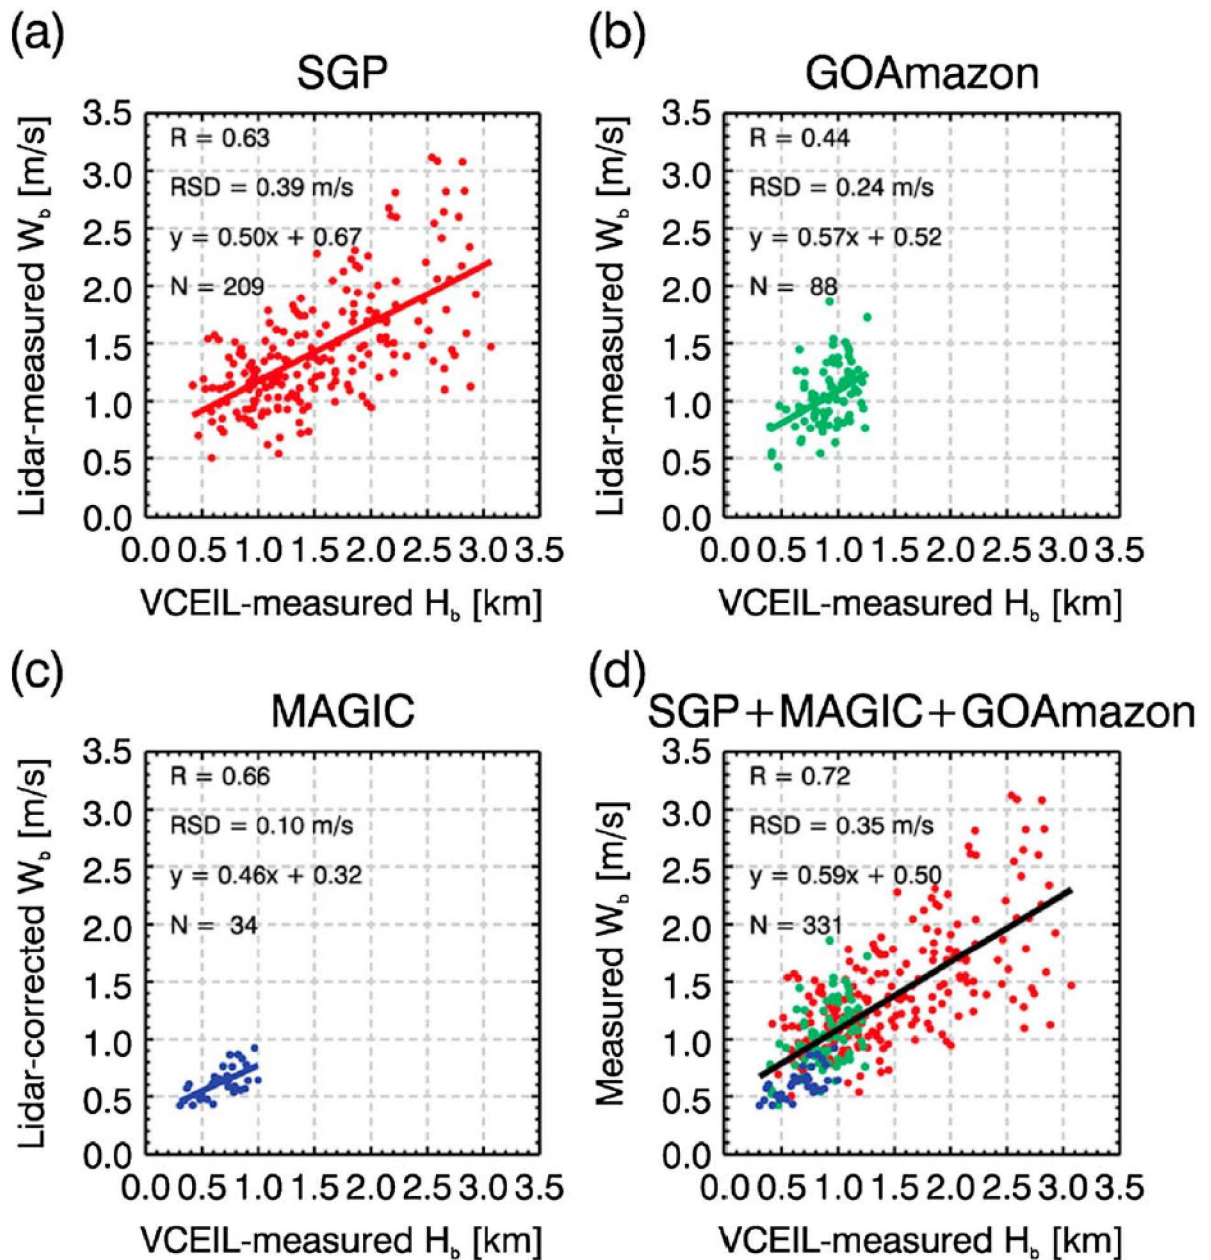 (a)
SGP
3.5
3.0
2.5
2.0
1.5
1.0
0.5
0.0
Lidar-measured W_b [m/s]
R = 0.63
RSD = 0.39 m/s
y = 0.50x + 0.67
N = 209
0.0 0.5 1.0 1.5 2.0 2.5 3.0 3.5
VCEIL-measured H_b [km]
(b)
GOAmazon
3.5
3.0
2.5
2.0
1.5
1.0
0.5
0.0
Lidar-measured W_b [m/s]
R = 0.44
RSD = 0.24 m/s
y = 0.57x + 0.52
N = 88
0.0 0.5 1.0 1.5 2.0 2.5 3.0 3.5
VCEIL-measured H_b [km]
(c)
MAGIC
3.5
3.0
2.5
2.0
1.5
1.0
0.5
0.0
Lidar-corrected W_b [m/s]
R = 0.66
RSD = 0.10 m/s
y = 0.46x + 0.32
N = 34
0.0 0.5 1.0 1.5 2.0 2.5 3.0 3.5
VCEIL-measured H_b [km]
(d)
SGP+MAGIC+GOAmazon
3.5
3.0
2.5
2.0
1.5
1.0
0.5
0.0
Measured W_b [m/s]
R = 0.72
RSD = 0.35 m/s
y = 0.59x + 0.50
N = 331
0.0 0.5 1.0 1.5 2.0 2.5 3.0 3.5
VCEIL-measured H_b [km]